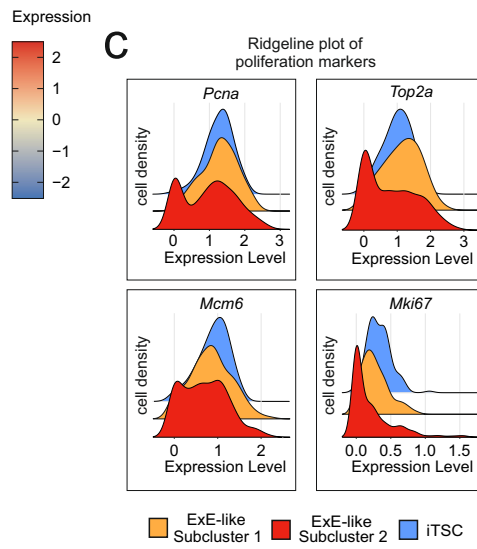 Expression
2
1
0
−1
−2
C
Ridgeline plot of
poliferation markers
Pcna
cell density
0 1 2 3
Expression Level
Top2a
cell density
0 1 2 3
Expression Level
Mcm6
cell density
0 1 2
Expression Level
Mki67
cell density
0.0 0.5 1.0 1.5
Expression Level
ExE-like
Subcluster 1
ExE-like
Subcluster 2
iTSC